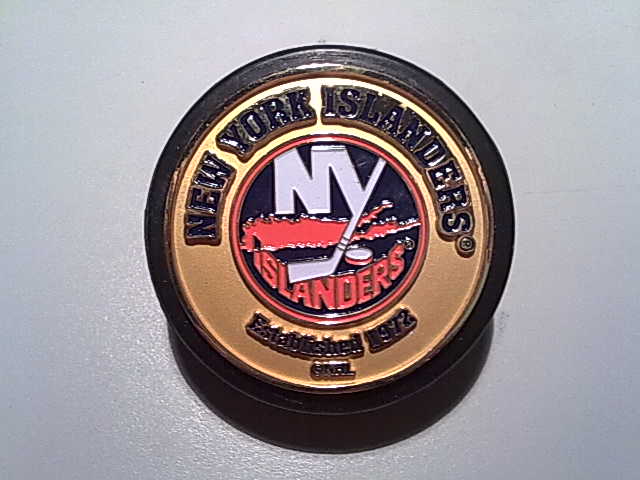 NEW YORK ISLANDERS®
NY
ISLANDERS®
Established 1972
©NHL